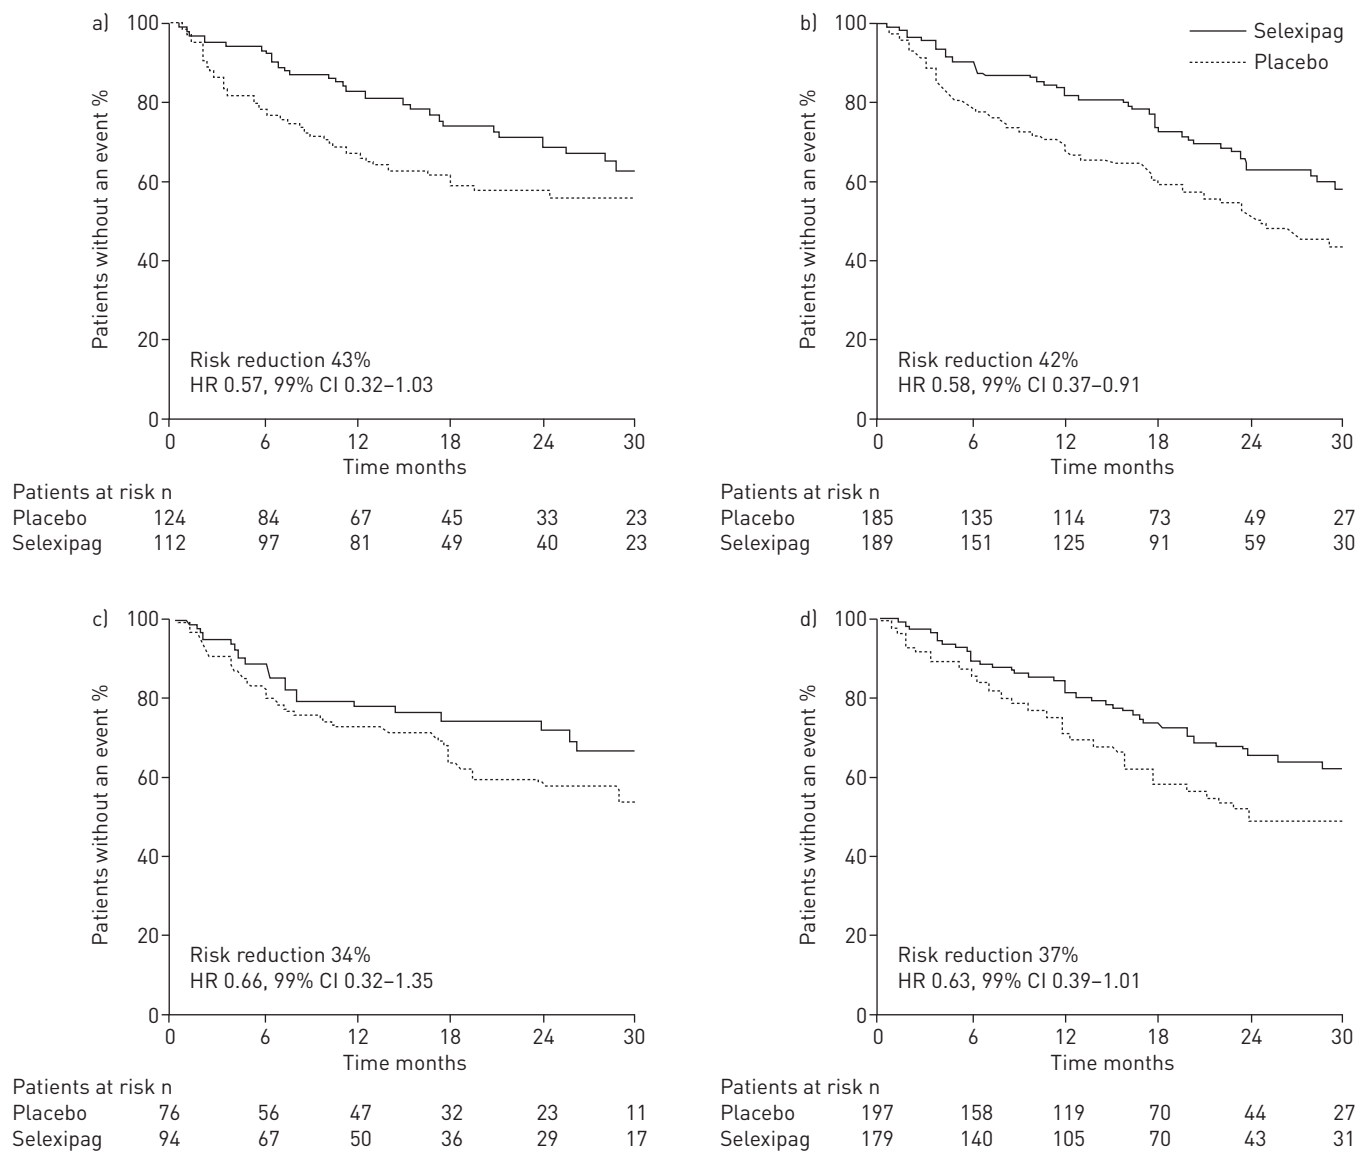 a)
100
80
60
40
20
0
Patients without an event %
Risk reduction 43%
HR 0.57, 99% CI 0.32–1.03
0 6 12 18 24 30
Time months
Patients at risk n
Placebo 124 84 67 45 33 23
Selexipag 112 97 81 49 40 23
b)
100
80
60
40
20
0
Patients without an event %
Selexipag
Placebo
Risk reduction 42%
HR 0.58, 99% CI 0.37–0.91
0 6 12 18 24 30
Time months
Patients at risk n
Placebo 185 135 114 73 49 27
Selexipag 189 151 125 91 59 30
c)
100
80
60
40
20
0
Patients without an event %
Risk reduction 34%
HR 0.66, 99% CI 0.32–1.35
0 6 12 18 24 30
Time months
Patients at risk n
Placebo 76 56 47 32 23 11
Selexipag 94 67 50 36 29 17
d)
100
80
60
40
20
0
Patients without an event %
Risk reduction 37%
HR 0.63, 99% CI 0.39–1.01
0 6 12 18 24 30
Time months
Patients at risk n
Placebo 197 158 119 70 44 27
Selexipag 179 140 105 70 43 31